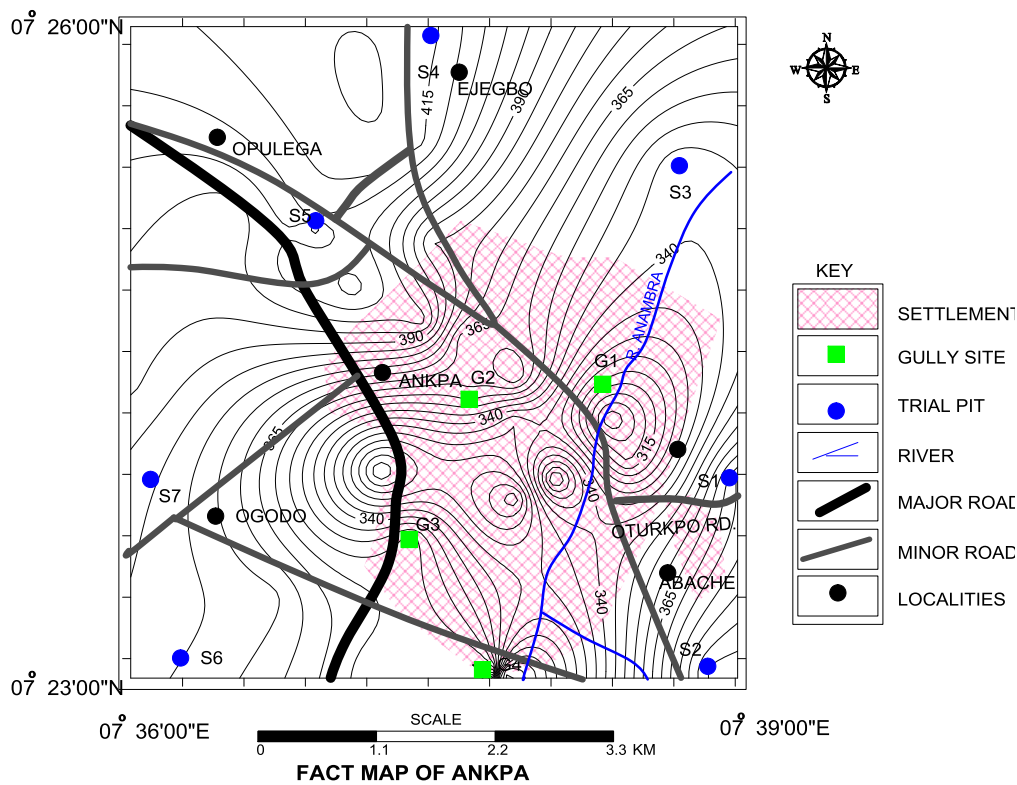 07° 26'00"N
S4
EJEGBO
415
390
365
OPULEGA
S3
S5
340
R. ANAMBRA
390
365
G1
ANKPA
G2
340
365
315
S1
S7
OGODO
340
G3
340
OTURKPO RD.
ABACHE
340
365
S6
S2
G4
07° 23'00"N
07° 36'00"E
07° 39'00"E
SCALE
0 1.1 2.2 3.3 KM
FACT MAP OF ANKPA
N
W E
S
KEY
SETTLEMENT
GULLY SITE
TRIAL PIT
RIVER
MAJOR ROAD
MINOR ROAD
LOCALITIES